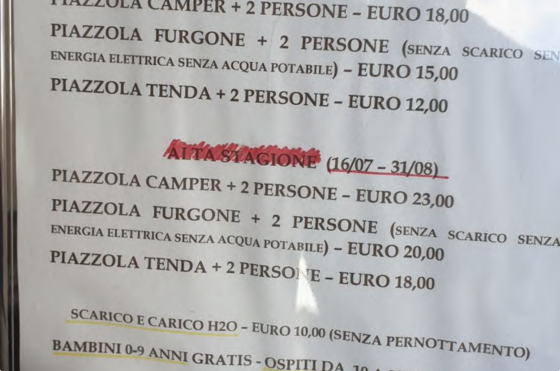 PIAZZOLA CAMPER + 2 PERSONE – EURO 18,00
PIAZZOLA FURGONE + 2 PERSONE (SENZA SCARICO SEN
ENERGIA ELETTRICA SENZA ACQUA POTABILE) – EURO 15,00
PIAZZOLA TENDA + 2 PERSONE – EURO 12,00
ALTA STAGIONE (16/07 – 31/08)
PIAZZOLA CAMPER + 2 PERSONE – EURO 23,00
PIAZZOLA FURGONE + 2 PERSONE (SENZA SCARICO SENZA
ENERGIA ELETTRICA SENZA ACQUA POTABILE) – EURO 20,00
PIAZZOLA TENDA + 2 PERSONE – EURO 18,00
SCARICO E CARICO H2O – EURO 10,00 (SENZA PERNOTTAMENTO)
BAMBINI 0-9 ANNI GRATIS - OSPITI DA